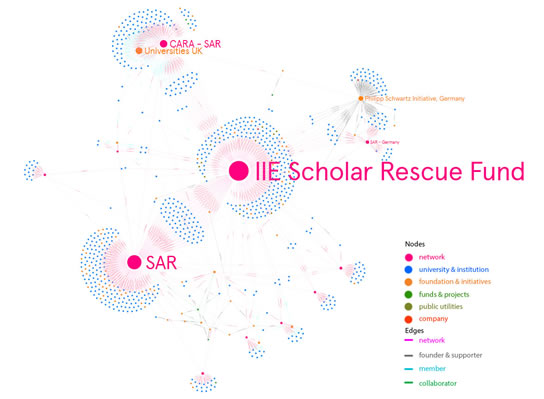 CARA – SAR
Universities UK
Philipp Schwartz Initiative, Germany
SAR – Germany
IIE Scholar Rescue Fund
SAR
Nodes
network
university & institution
foundation & initiatives
funds & projects
public utilities
company
Edges
network
founder & supporter
member
collaborator